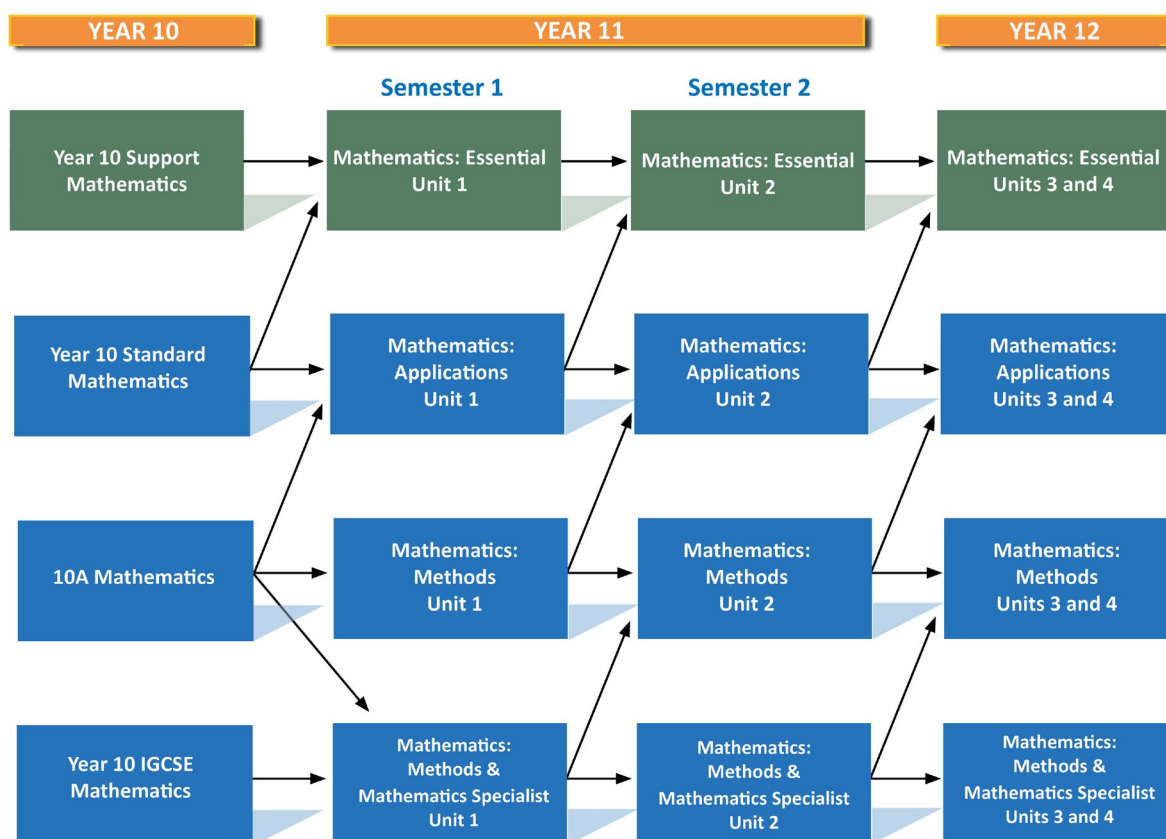 YEAR 10
YEAR 11
YEAR 12
Semester 1
Semester 2
Year 10 Support
Mathematics
Mathematics: Essential
Unit 1
Mathematics: Essential
Unit 2
Mathematics: Essential
Units 3 and 4
Year 10 Standard
Mathematics
Mathematics:
Applications
Unit 1
Mathematics:
Applications
Unit 2
Mathematics:
Applications
Units 3 and 4
10A Mathematics
Mathematics:
Methods
Unit 1
Mathematics:
Methods
Unit 2
Mathematics:
Methods
Units 3 and 4
Year 10 IGCSE
Mathematics
Mathematics:
Methods &
Mathematics Specialist
Unit 1
Mathematics:
Methods &
Mathematics Specialist
Unit 2
Mathematics:
Methods &
Mathematics Specialist
Units 3 and 4